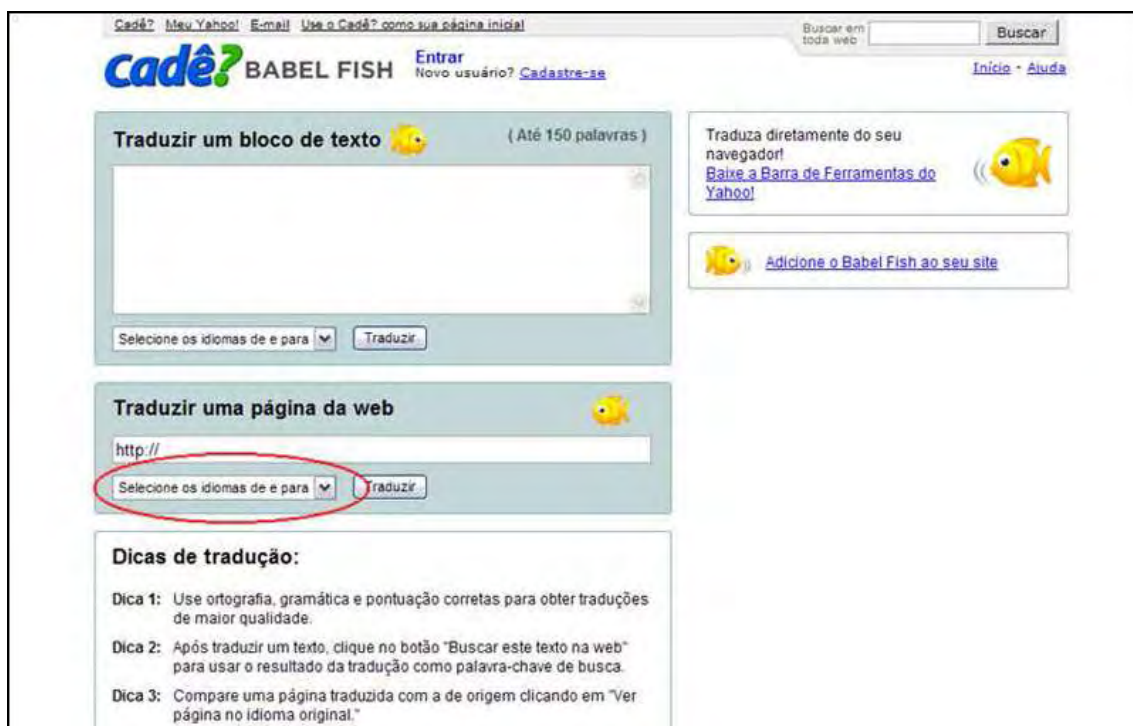 Cadê? Meu Yahoo! E-mail Use o Cadê? como sua página inicial
Buscar em
toda web
Buscar
Cadê? BABEL FISH
Entrar
Novo usuário? Cadastre-se
Início - Ajuda
Traduzir um bloco de texto
( Até 150 palavras )
Selecione os idiomas de e para
Traduzir
Traduzir uma página da web
http://
Selecione os idiomas de e para
Traduzir
Dicas de tradução:
Dica 1: Use ortografia, gramática e pontuação corretas para obter traduções
de maior qualidade.
Dica 2: Após traduzir um texto, clique no botão "Buscar este texto na web"
para usar o resultado da tradução como palavra-chave de busca.
Dica 3: Compare uma página traduzida com a de origem clicando em "Ver
página no idioma original."
Traduza diretamente do seu
navegador!
Baixe a Barra de Ferramentas do
Yahoo!
Adicione o Babel Fish ao seu site